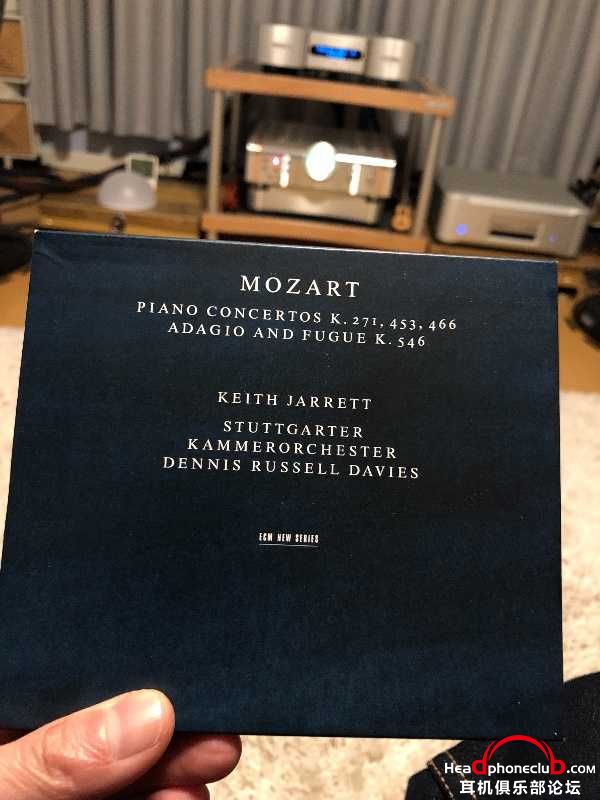 MOZART
PIANO CONCERTOS K. 271, 453, 466
ADAGIO AND FUGUE K. 546
KEITH JARRETT
STUTTGARTER
KAMMERORCHESTER
DENNIS RUSSELL DAVIES
ECM NEW SERIES
HeadphoneclubD.com
耳机俱乐部论坛